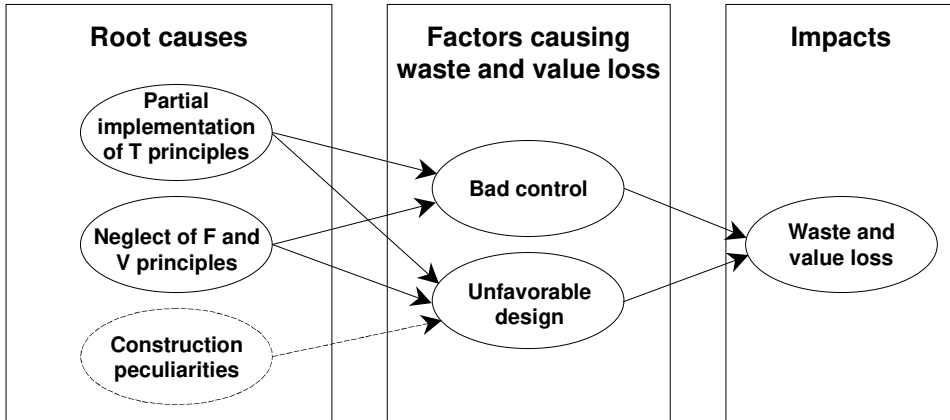 Root causes
Partial
implementation
of T principles
Neglect of F and
V principles
Construction
peculiarities
Factors causing
waste and value loss
Bad control
Unfavorable
design
Impacts
Waste and
value loss